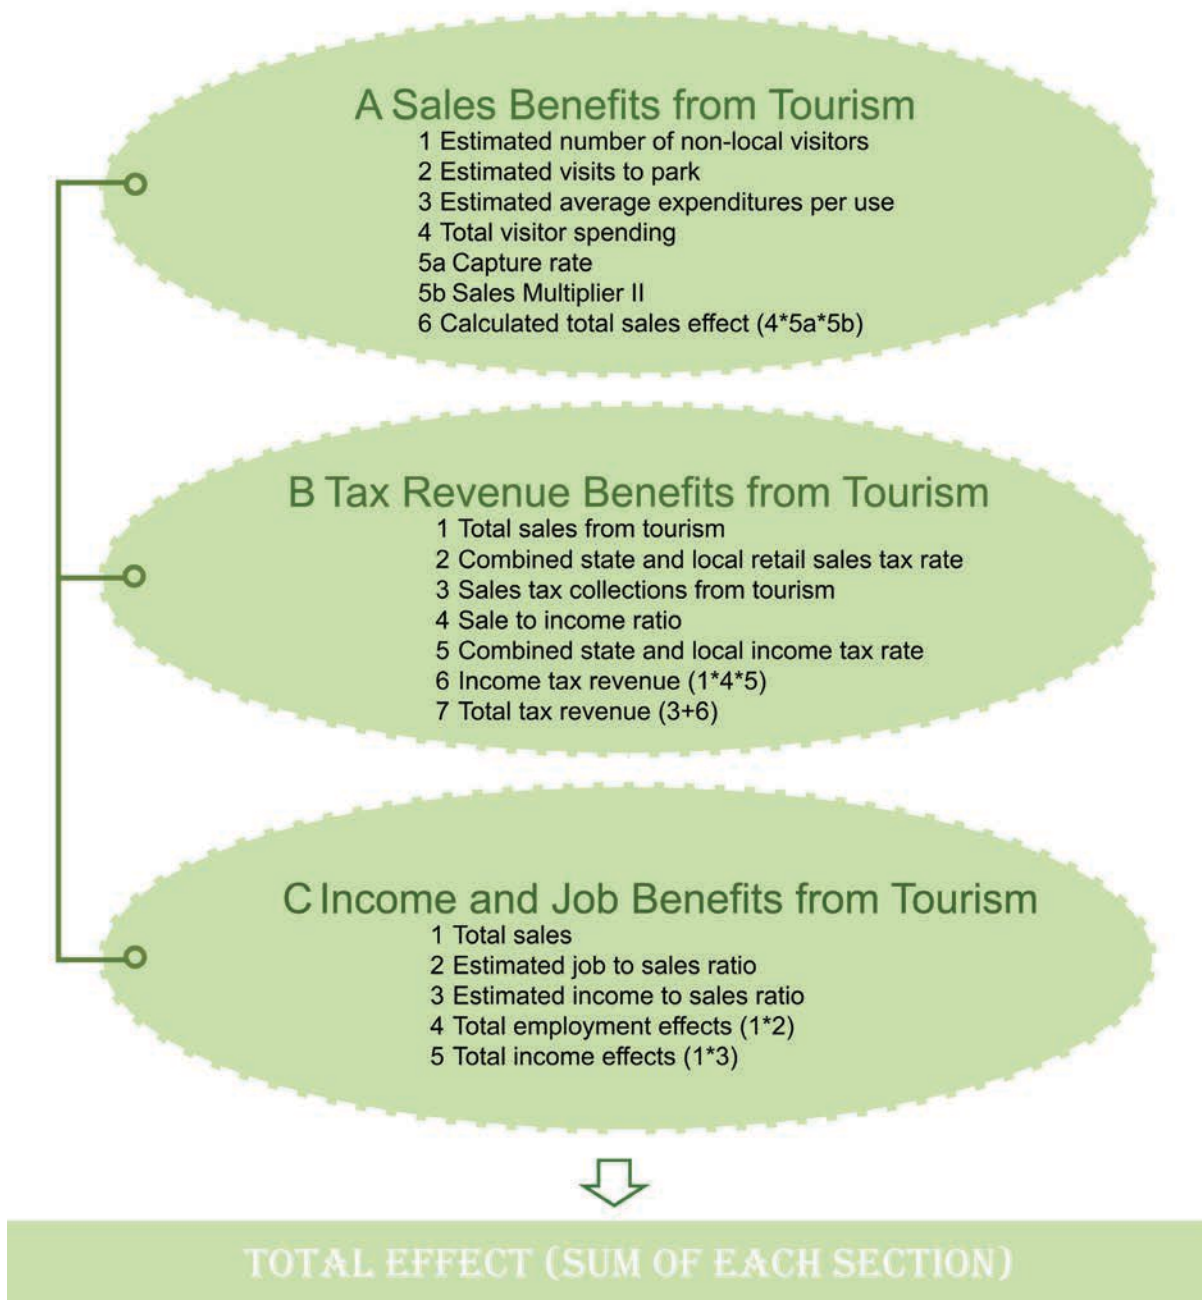 A Sales Benefits from Tourism
1 Estimated number of non-local visitors
2 Estimated visits to park
3 Estimated average expenditures per use
4 Total visitor spending
5a Capture rate
5b Sales Multiplier II
6 Calculated total sales effect (4*5a*5b)
B Tax Revenue Benefits from Tourism
1 Total sales from tourism
2 Combined state and local retail sales tax rate
3 Sales tax collections from tourism
4 Sale to income ratio
5 Combined state and local income tax rate
6 Income tax revenue (1*4*5)
7 Total tax revenue (3+6)
C Income and Job Benefits from Tourism
1 Total sales
2 Estimated job to sales ratio
3 Estimated income to sales ratio
4 Total employment effects (1*2)
5 Total income effects (1*3)
TOTAL EFFECT (SUM OF EACH SECTION)